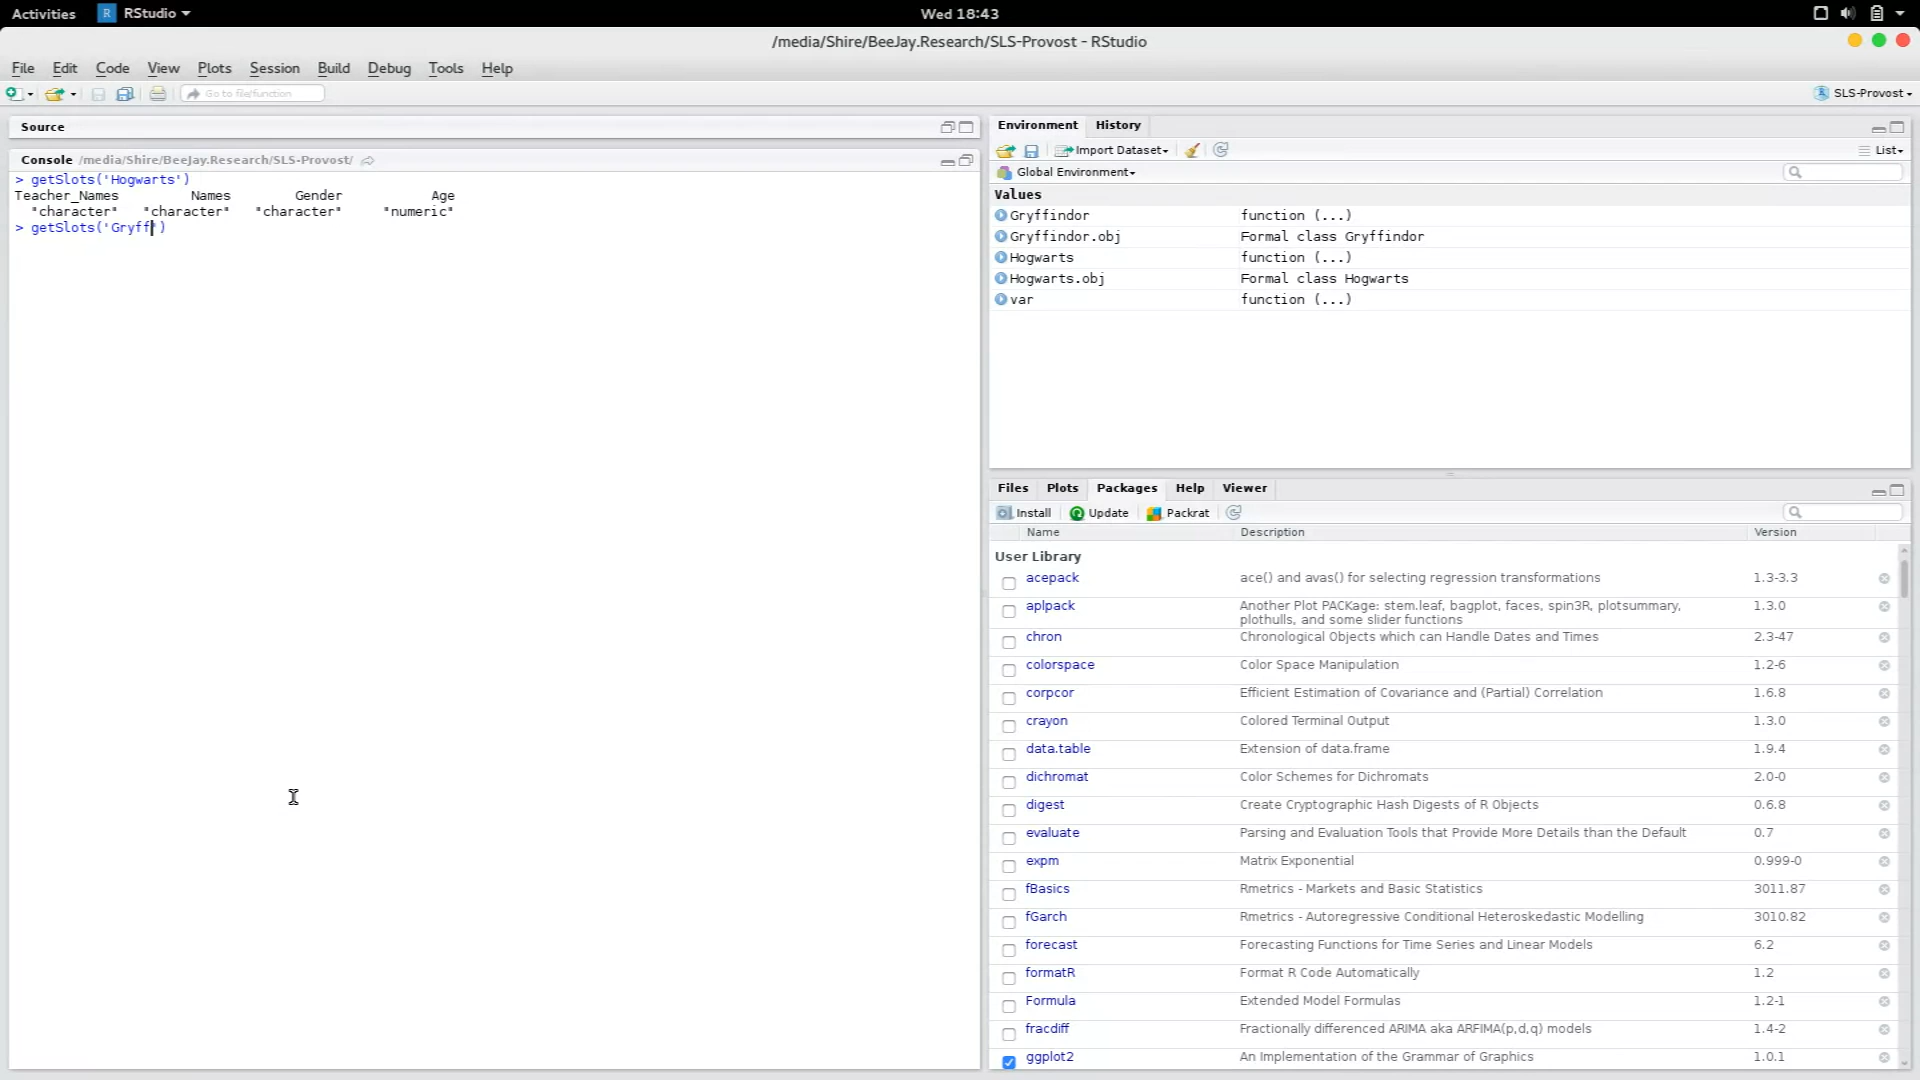 Activities RStudio Wed 18:43
/media/Shire/BeeJay.Research/SLS-Provost - RStudio
File Edit Code View Plots Session Build Debug Tools Help
Go to file/function SLS-Provost
Source
Console /media/Shire/BeeJay.Research/SLS-Provost/
> getSlots('Hogwarts')
Teacher_Names Names Gender Age
"character" "character" "character" "numeric"
> getSlots('Gryff')
Environment History
Import Dataset List
Global Environment
Values
Gryffindor function (...)
Gryffindor.obj Formal class Gryffindor
Hogwarts function (...)
Hogwarts.obj Formal class Hogwarts
var function (...)
Files Plots Packages Help Viewer
Install Update Packrat
Name Description Version
User Library
acepack ace() and avas() for selecting regression transformations 1.3-3.3
aplpack Another Plot PACKage: stem.leaf, bagplot, faces, spin3R, plotsummary, 1.3.0
plothulls, and some slider functions
chron Chronological Objects which can Handle Dates and Times 2.3-47
colorspace Color Space Manipulation 1.2-6
corpcor Efficient Estimation of Covariance and (Partial) Correlation 1.6.8
crayon Colored Terminal Output 1.3.0
data.table Extension of data.frame 1.9.4
dichromat Color Schemes for Dichromats 2.0-0
digest Create Cryptographic Hash Digests of R Objects 0.6.8
evaluate Parsing and Evaluation Tools that Provide More Details than the Default 0.7
expm Matrix Exponential 0.999-0
fBasics Rmetrics - Markets and Basic Statistics 3011.87
fGarch Rmetrics - Autoregressive Conditional Heteroskedastic Modelling 3010.82
forecast Forecasting Functions for Time Series and Linear Models 6.2
formatR Format R Code Automatically 1.2
Formula Extended Model Formulas 1.2-1
fracdiff Fractionally differenced ARIMA aka ARFIMA(p,d,q) models 1.4-2
ggplot2 An Implementation of the Grammar of Graphics 1.0.1